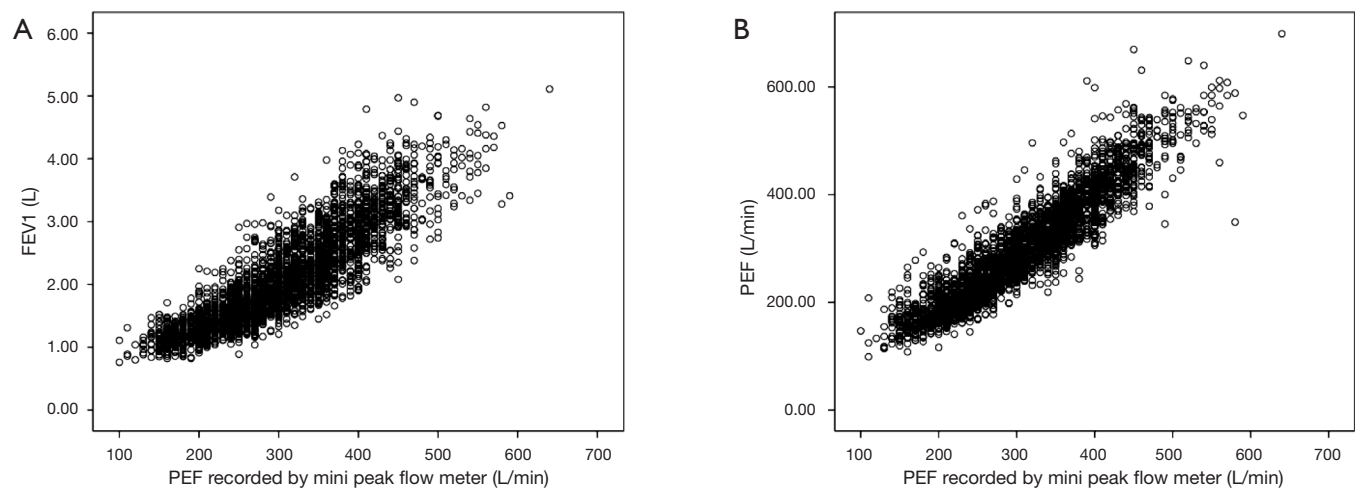 A
6.00
5.00
4.00
3.00
2.00
1.00
0.00
FEV1 (L)
100 200 300 400 500 600 700
PEF recorded by mini peak flow meter (L/min)
B
600.00
400.00
200.00
0.00
PEF (L/min)
100 200 300 400 500 600 700
PEF recorded by mini peak flow meter (L/min)